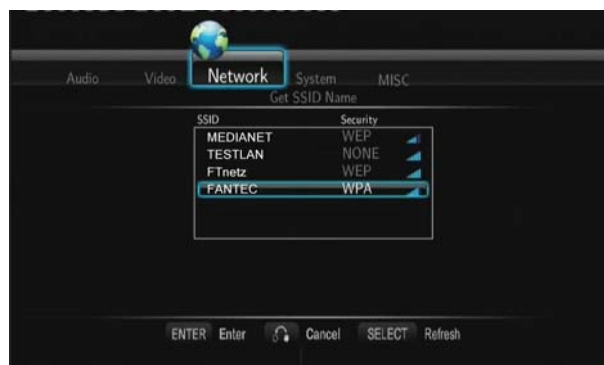 Audio Video Network System MISC
Get SSID Name
SSID Security
MEDIANET WEP
TESTLAN NONE
FTnetz WEP
FANTEC WPA
ENTER Enter Cancel SELECT Refresh